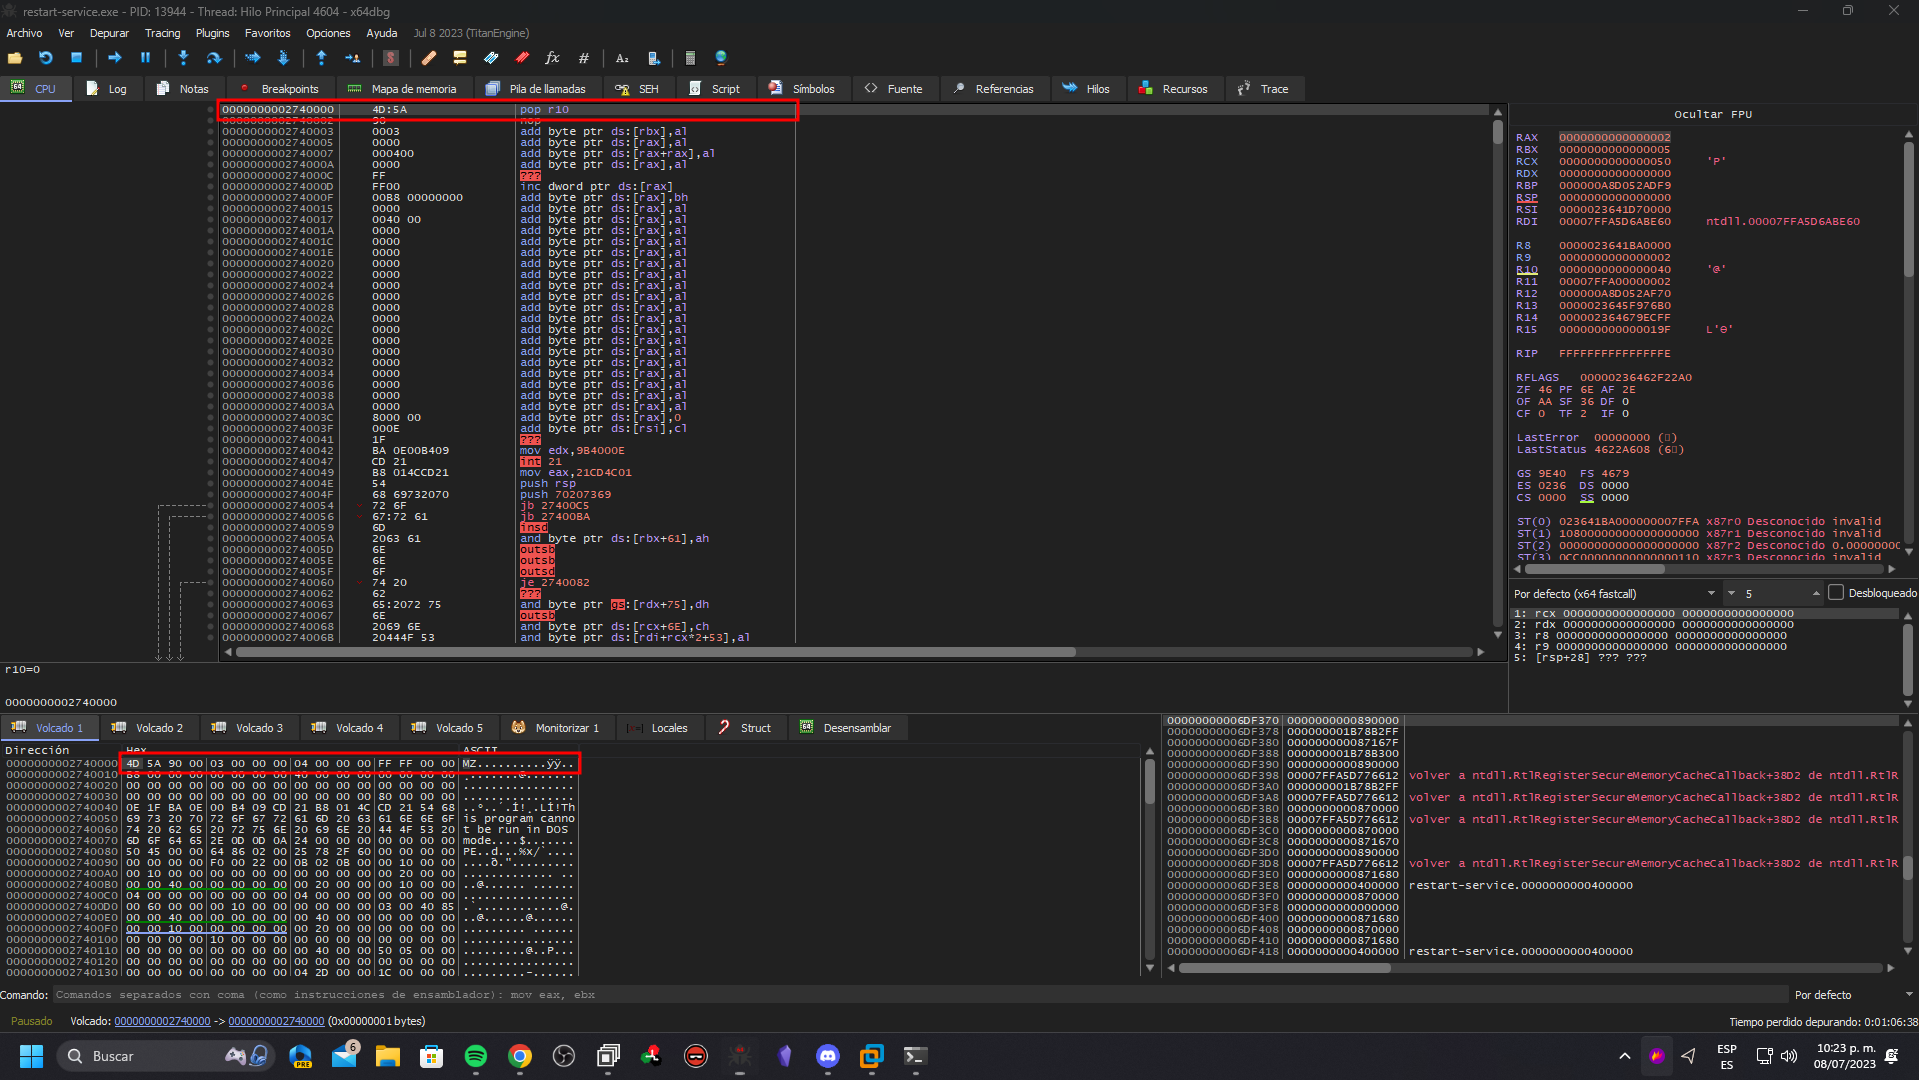 restart-service.exe - PID: 13944 - Thread: Hilo Principal 4604 - x64dbg
Archivo Ver Depurar Tracing Plugins Favoritos Opciones Ayuda Jul 8 2023 (TitanEngine)
CPU Log Notas Breakpoints Mapa de memoria Pila de llamadas SEH Script Símbolos Fuente Referencias Hilos Recursos Trace
0000000002740000 4D:5A pop r10
0000000002740002 90 nop
0000000002740003 0003 add byte ptr ds:[rbx],al
0000000002740005 0000 add byte ptr ds:[rax],al
0000000002740007 000400 add byte ptr ds:[rax+rax],al
000000000274000A 0000 add byte ptr ds:[rax],al
000000000274000C FF ???
000000000274000D FF00 inc dword ptr ds:[rax]
000000000274000F 00B8 00000000 add byte ptr ds:[rax],bh
0000000002740015 0000 add byte ptr ds:[rax],al
0000000002740017 0040 00 add byte ptr ds:[rax],al
000000000274001A 0000 add byte ptr ds:[rax],al
000000000274001C 0000 add byte ptr ds:[rax],al
000000000274001E 0000 add byte ptr ds:[rax],al
0000000002740020 0000 add byte ptr ds:[rax],al
0000000002740022 0000 add byte ptr ds:[rax],al
0000000002740024 0000 add byte ptr ds:[rax],al
0000000002740026 0000 add byte ptr ds:[rax],al
0000000002740028 0000 add byte ptr ds:[rax],al
000000000274002A 0000 add byte ptr ds:[rax],al
000000000274002C 0000 add byte ptr ds:[rax],al
000000000274002E 0000 add byte ptr ds:[rax],al
0000000002740030 0000 add byte ptr ds:[rax],al
0000000002740032 0000 add byte ptr ds:[rax],al
0000000002740034 0000 add byte ptr ds:[rax],al
0000000002740036 0000 add byte ptr ds:[rax],al
0000000002740038 0000 add byte ptr ds:[rax],al
000000000274003A 0000 add byte ptr ds:[rax],al
000000000274003C 8000 00 add byte ptr ds:[rax],0
000000000274003F 000E add byte ptr ds:[rsi],cl
0000000002740041 1F ???
0000000002740042 BA 0E00B409 mov edx,9B4000E
0000000002740047 CD 21 int 21
0000000002740049 B8 014CCD21 mov eax,21CD4C01
000000000274004E 54 push rsp
000000000274004F 68 69732070 push 70207369
0000000002740054 72 6F jb 27400C5
0000000002740056 67:72 61 jb 27400BA
0000000002740059 6D insd
000000000274005A 2063 61 and byte ptr ds:[rbx+61],ah
000000000274005D 6E outsb
000000000274005E 6E outsb
000000000274005F 6F outsd
0000000002740060 74 20 je 2740082
0000000002740062 62 ???
0000000002740063 65:2072 75 and byte ptr gs:[rdx+75],dh
0000000002740067 6E outsb
0000000002740068 2069 6E and byte ptr ds:[rcx+6E],ch
000000000274006B 20444F 53 and byte ptr ds:[rdi+rcx*2+53],al
Ocultar FPU
RAX 0000000000000002
RBX 0000000000000005
RCX 0000000000000050 'P'
RDX 0000000000000000
RBP 000000A8D052ADF9
RSP 0000000000000000
RSI 0000023641D70000
RDI 00007FFA5D6ABE60 ntdll.00007FFA5D6ABE60
R8 0000023641BA0000
R9 0000000000000002
R10 0000000000000040 '@'
R11 00007FFA00000002
R12 000000A8D052AF70
R13 0000023645F976B0
R14 000002364679ECFF
R15 000000000000019F L'Ɵ'
RIP FFFFFFFFFFFFFFFE
RFLAGS 00000236462F22A0
ZF 46 PF 6E AF 2E
OF AA SF 36 DF 0
CF 0 TF 2 IF 0
LastError 00000000
LastStatus 4622A608
GS 9E40 FS 4679
ES 0236 DS 0000
CS 0000 SS 0000
ST(0) 023641BA000000007FFA x87r0 Desconocido invalid
ST(1) 10800000000000000000 x87r1 Desconocido invalid
ST(2) 00000000000000000000 x87r2 Desconocido 0.00000000
ST(3) 0CC00000000000000110 x87r3 Desconocido invalid
Por defecto (x64 fastcall) 5 Desbloqueado
1: rcx 0000000000000000 0000000000000000
2: rdx 0000000000000000 0000000000000000
3: r8 0000000000000000 0000000000000000
4: r9 0000000000000000 0000000000000000
5: [rsp+28] ??? ???
r10=0
0000000002740000
Volcado 1 Volcado 2 Volcado 3 Volcado 4 Volcado 5 Monitorizar 1 Locales Struct Desensamblar
Dirección Hex ASCII
0000000002740000 4D 5A 90 00 03 00 00 00 04 00 00 00 FF FF 00 00 MZ..........ÿÿ..
0000000002740010 B8 00 00 00 00 00 00 00 40 00 00 00 00 00 00 00 ¸.......@.......
0000000002740020 00 00 00 00 00 00 00 00 00 00 00 00 00 00 00 00 ................
0000000002740030 00 00 00 00 00 00 00 00 00 00 00 00 80 00 00 00 ................
0000000002740040 0E 1F BA 0E 00 B4 09 CD 21 B8 01 4C CD 21 54 68 ..º..´.Í!¸.LÍ!Th
0000000002740050 69 73 20 70 72 6F 67 72 61 6D 20 63 61 6E 6E 6F is program canno
0000000002740060 74 20 62 65 20 72 75 6E 20 69 6E 20 44 4F 53 20 t be run in DOS
0000000002740070 6D 6F 64 65 2E 0D 0D 0A 24 00 00 00 00 00 00 00 mode....$.......
0000000002740080 50 45 00 00 64 86 02 00 25 78 2F 60 00 00 00 00 PE..d...%x/`....
0000000002740090 00 00 00 00 F0 00 22 00 0B 02 0B 00 00 10 00 00 ....ð.".........
00000000027400A0 00 10 00 00 00 00 00 00 00 00 00 00 00 20 00 00 ............. ..
00000000027400B0 00 00 40 00 00 00 00 00 00 20 00 00 00 10 00 00 ..@...... ......
00000000027400C0 04 00 00 00 00 00 00 00 04 00 00 00 00 00 00 00 ................
00000000027400D0 00 60 00 00 00 10 00 00 00 00 00 00 03 00 40 85 .`............@.
00000000027400E0 00 00 40 00 00 00 00 00 00 40 00 00 00 00 00 00 ..@......@......
00000000027400F0 00 00 10 00 00 00 00 00 00 20 00 00 00 00 00 00 ......... ......
0000000002740100 00 00 00 00 10 00 00 00 00 00 00 00 00 00 00 00 ................
0000000002740110 00 00 00 00 00 00 00 00 00 40 00 00 50 05 00 00 .........@..P...
0000000002740120 00 00 00 00 00 00 00 00 00 00 00 00 00 00 00 00 ................
0000000002740130 00 00 00 00 00 00 00 00 04 2D 00 00 1C 00 00 00 .........-......
00000000006DF370 0000000000890000
00000000006DF378 000000001B78B2FF
00000000006DF380 000000000087167F
00000000006DF388 000000001B78B300
00000000006DF390 0000000000890000
00000000006DF398 00007FFA5D776612 volver a ntdll.RtlRegisterSecureMemoryCacheCallback+38D2 de ntdll.RtlR
00000000006DF3A0 000000001B78B2FF
00000000006DF3A8 00007FFA5D776612 volver a ntdll.RtlRegisterSecureMemoryCacheCallback+38D2 de ntdll.RtlR
00000000006DF3B0 0000000000870000
00000000006DF3B8 00007FFA5D776612 volver a ntdll.RtlRegisterSecureMemoryCacheCallback+38D2 de ntdll.RtlR
00000000006DF3C0 0000000000870000
00000000006DF3C8 0000000000871670
00000000006DF3D0 0000000000890000
00000000006DF3D8 00007FFA5D776612 volver a ntdll.RtlRegisterSecureMemoryCacheCallback+38D2 de ntdll.RtlR
00000000006DF3E0 0000000000871680
00000000006DF3E8 0000000000400000 restart-service.0000000000400000
00000000006DF3F0 0000000000870000
00000000006DF3F8 0000000000000000
00000000006DF400 0000000000871680
00000000006DF408 0000000000870000
00000000006DF410 0000000000871680
00000000006DF418 0000000000400000 restart-service.0000000000400000
Comando: Comandos separados con coma (como instrucciones de ensamblador): mov eax, ebx Por defecto
Pausado Volcado: 0000000002740000 -> 0000000002740000 (0x00000001 bytes) Tiempo perdido depurando: 0:01:06:38
Buscar PRE 6 ESP ES 10:23 p. m. 08/07/2023